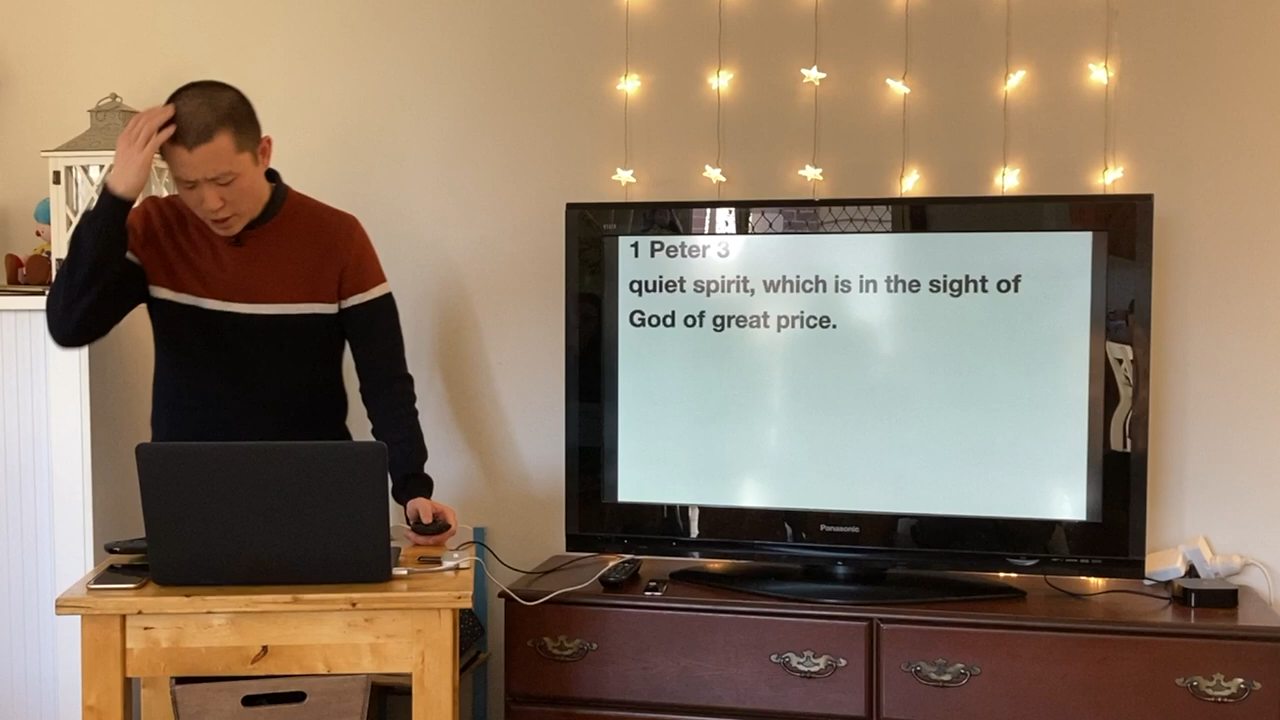 1 Peter 3
quiet spirit, which is in the sight of
God of great price.
Panasonic